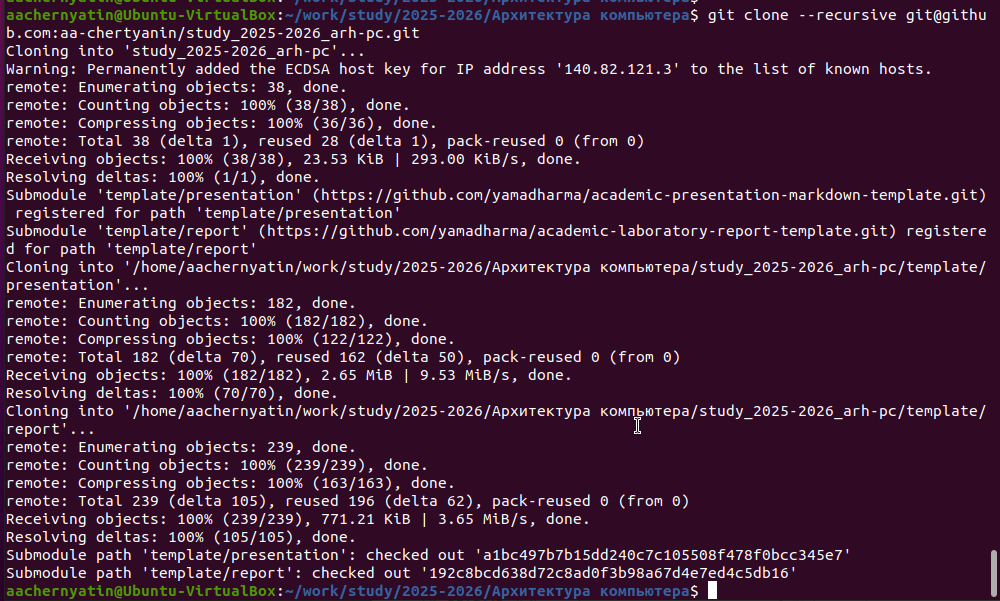 aachernyatin@Ubuntu-VirtualBox:~/work/study/2025-2026/Архитектура компьютера$ git clone --recursive git@githu
b.com:aa-chertyanin/study_2025-2026_arh-pc.git
Cloning into 'study_2025-2026_arh-pc'...
Warning: Permanently added the ECDSA host key for IP address '140.82.121.3' to the list of known hosts.
remote: Enumerating objects: 38, done.
remote: Counting objects: 100% (38/38), done.
remote: Compressing objects: 100% (36/36), done.
remote: Total 38 (delta 1), reused 28 (delta 1), pack-reused 0 (from 0)
Receiving objects: 100% (38/38), 23.53 KiB | 293.00 KiB/s, done.
Resolving deltas: 100% (1/1), done.
Submodule 'template/presentation' (https://github.com/yamadharma/academic-presentation-markdown-template.git)
 registered for path 'template/presentation'
Submodule 'template/report' (https://github.com/yamadharma/academic-laboratory-report-template.git) registere
d for path 'template/report'
Cloning into '/home/aachernyatin/work/study/2025-2026/Архитектура компьютера/study_2025-2026_arh-pc/template/
presentation'...
remote: Enumerating objects: 182, done.
remote: Counting objects: 100% (182/182), done.
remote: Compressing objects: 100% (122/122), done.
remote: Total 182 (delta 70), reused 162 (delta 50), pack-reused 0 (from 0)
Receiving objects: 100% (182/182), 2.65 MiB | 9.53 MiB/s, done.
Resolving deltas: 100% (70/70), done.
Cloning into '/home/aachernyatin/work/study/2025-2026/Архитектура компьютера/study_2025-2026_arh-pc/template/
report'...
remote: Enumerating objects: 239, done.
remote: Counting objects: 100% (239/239), done.
remote: Compressing objects: 100% (163/163), done.
remote: Total 239 (delta 105), reused 196 (delta 62), pack-reused 0 (from 0)
Receiving objects: 100% (239/239), 771.21 KiB | 3.65 MiB/s, done.
Resolving deltas: 100% (105/105), done.
Submodule path 'template/presentation': checked out 'a1bc497b7b15dd240c7c105508f478f0bcc345e7'
Submodule path 'template/report': checked out '192c8bcd638d72c8ad0f3b98a67d4e7ed4c5db16'
aachernyatin@Ubuntu-VirtualBox:~/work/study/2025-2026/Архитектура компьютера$